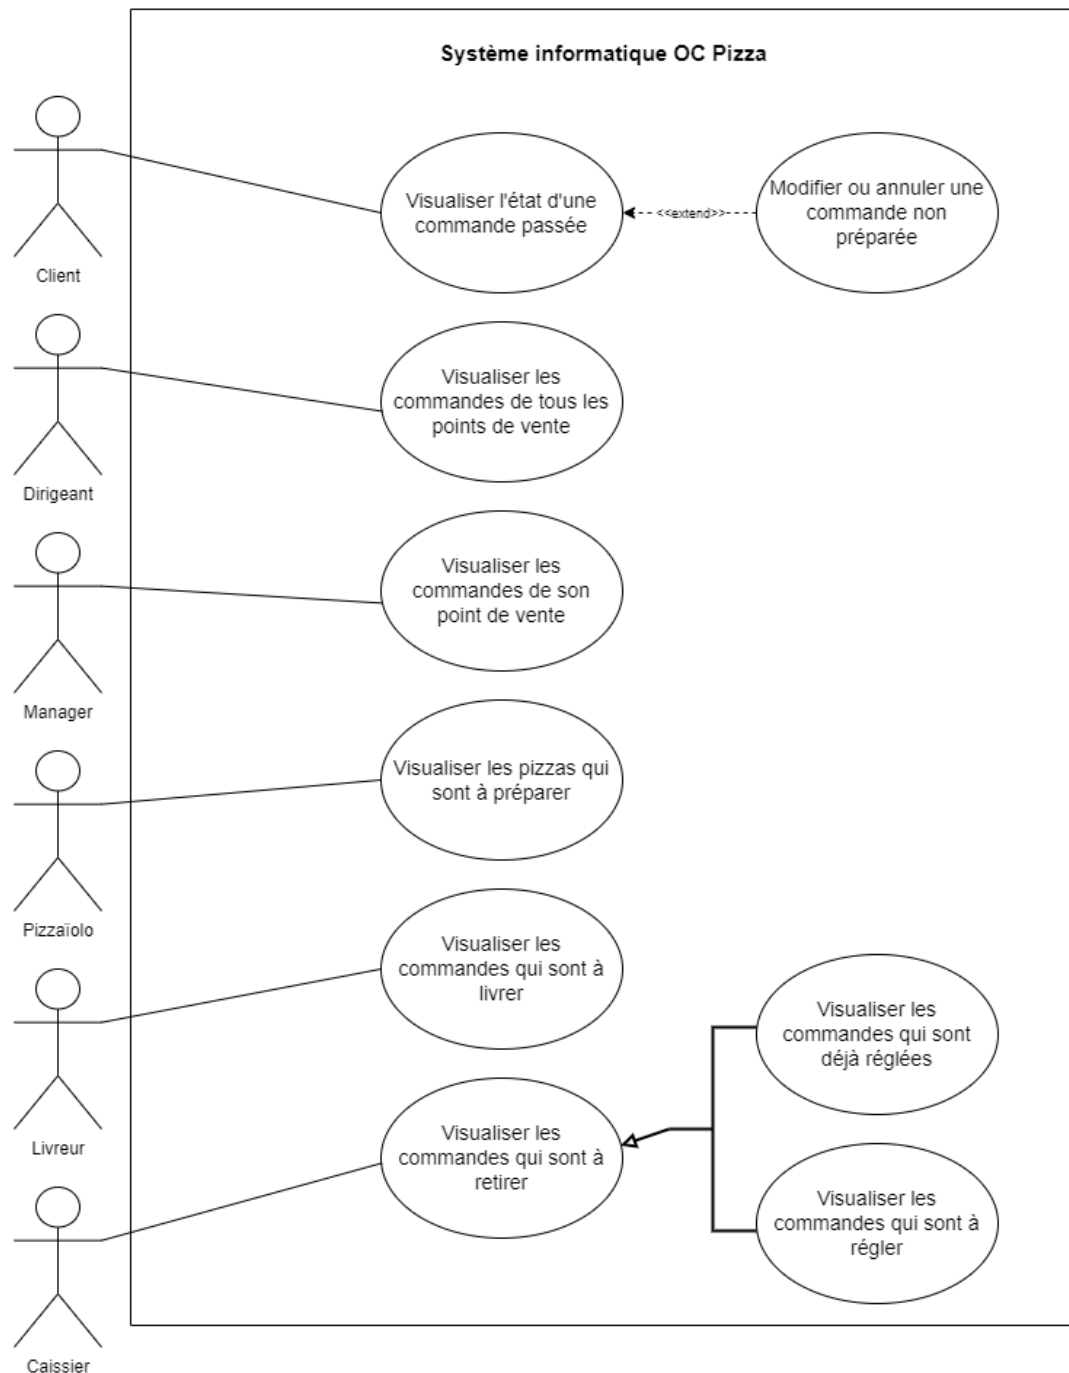 Système informatique OC Pizza
Visualiser l'état d'une
commande passée
<<extend>>
Modifier ou annuler une
commande non
préparée
Client
Visualiser les
commandes de tous les
points de vente
Dirigeant
Visualiser les
commandes de son
point de vente
Manager
Visualiser les pizzas qui
sont à préparer
Pizzaïolo
Visualiser les
commandes qui sont à
livrer
Livreur
Visualiser les
commandes qui sont
déjà réglées
Visualiser les
commandes qui sont à
retirer
Visualiser les
commandes qui sont à
régler
Caissier